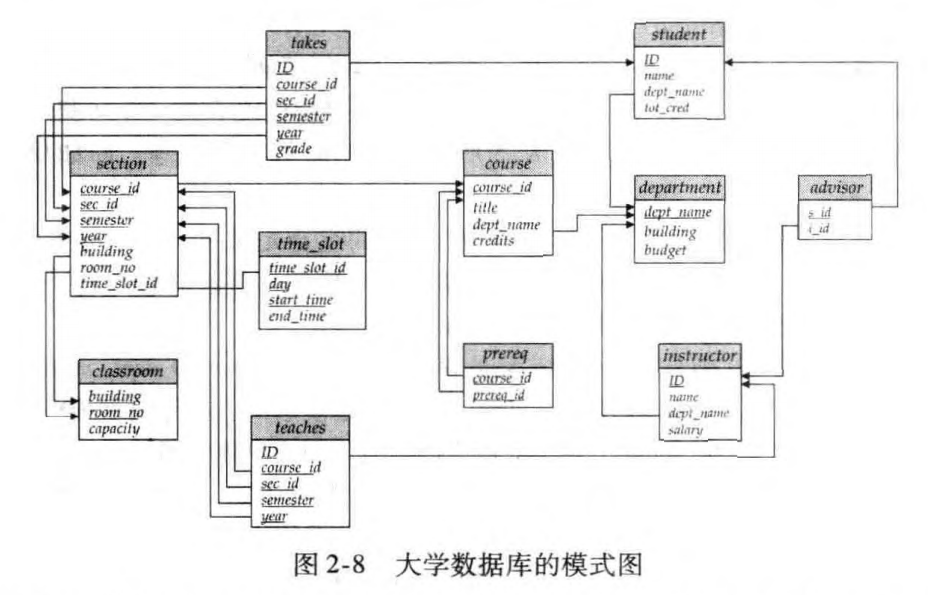 takes
ID
course_id
sec_id
semester
year
grade
student
ID
name
dept_name
tot_cred
section
course_id
sec_id
semester
year
building
room_no
time_slot_id
course
course_id
title
dept_name
credits
department
dept_name
building
budget
advisor
s_id
i_id
time_slot
time_slot_id
day
start_time
end_time
prereq
course_id
prereq_id
instructor
ID
name
dept_name
salary
classroom
building
room_no
capacity
teaches
ID
course_id
sec_id
semester
year
图 2-8 大学数据库的模式图